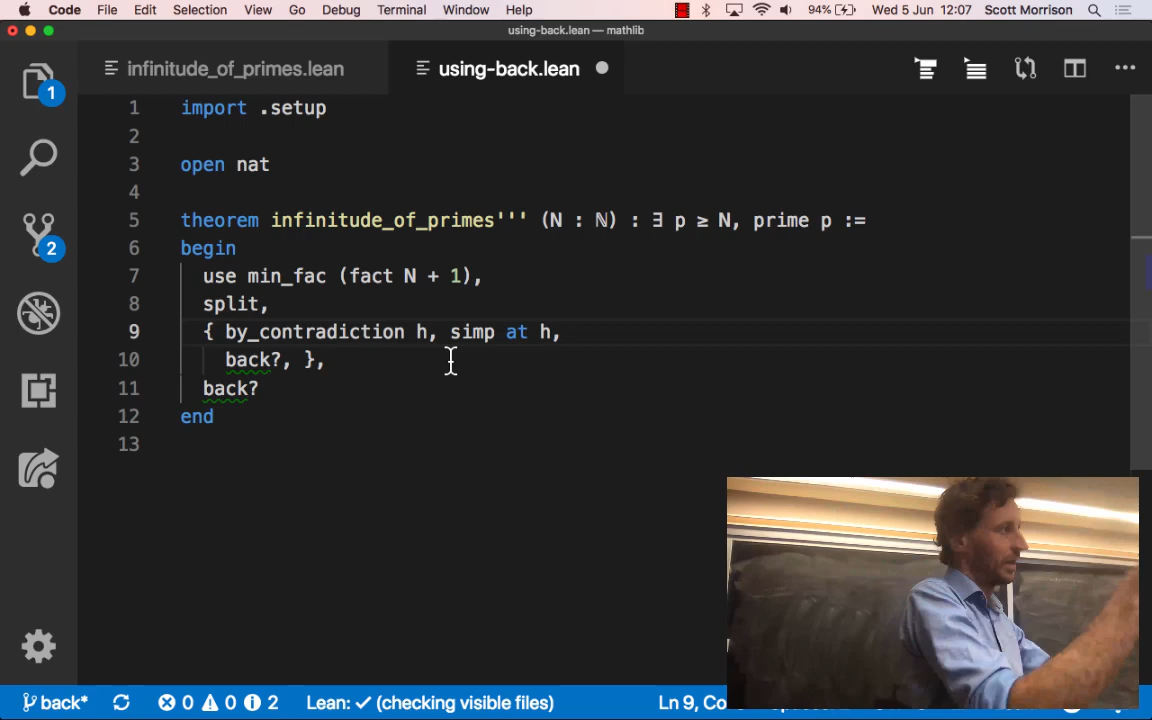 Code File Edit Selection View Go Debug Terminal Window Help 94% Wed 5 Jun 12:07 Scott Morrison
using-back.lean — mathlib
infinitude_of_primes.lean using-back.lean
1 import .setup
2
3 open nat
4
5 theorem infinitude_of_primes''' (N : ℕ) : ∃ p ≥ N, prime p :=
6 begin
7 use min_fac (fact N + 1),
8 split,
9 { by_contradiction h, simp at h,
10 back?, },
11 back?
12 end
13
1
2
back* 0 0 2 Lean: ✓ (checking visible files) Ln 9, Co